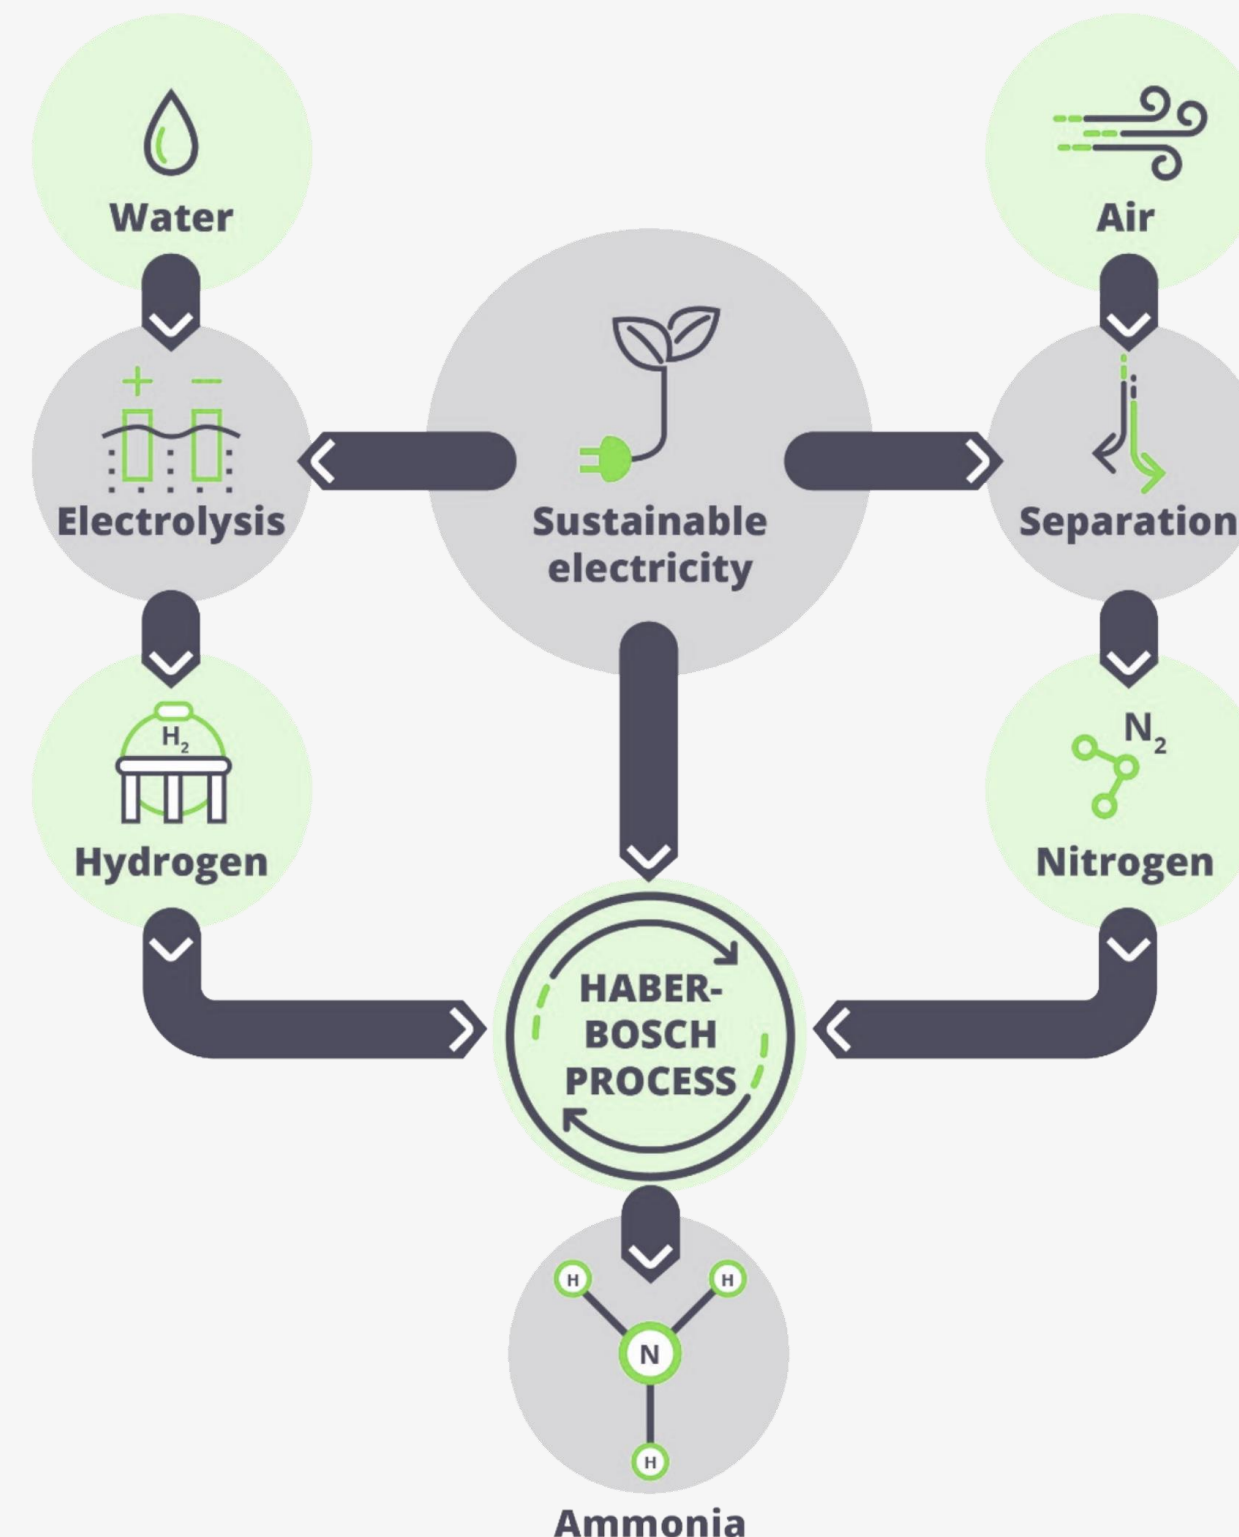 Water
Air
+ −
Electrolysis
Sustainable
electricity
Separation
H₂
Hydrogen
N₂
Nitrogen
HABER-
BOSCH
PROCESS
H
H
N
H
Ammonia